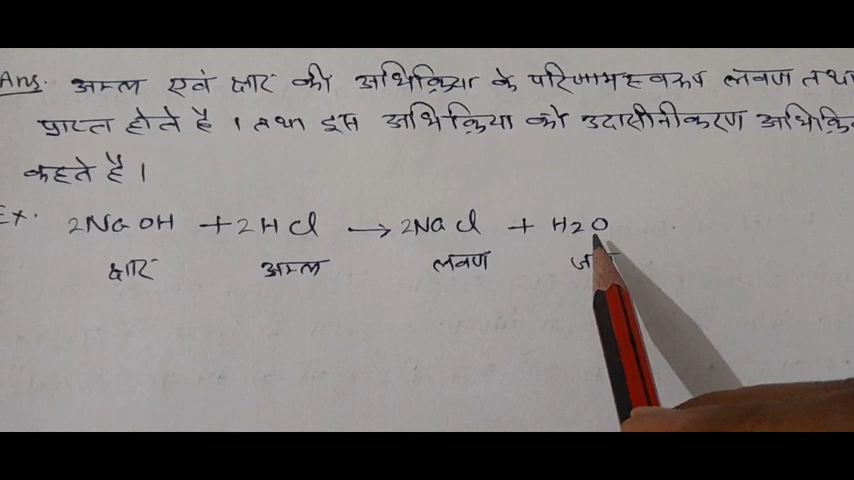 Ans. अम्ल एवं क्षार की अभिक्रिया के परिणामस्वरूप लवण तथा
प्राप्त होते है । तथा इस अभिक्रिया को उदासीनीकरण
कहते है ।
Ex. 2NaOH + 2HCl → 2NaCl + H2O
क्षार अम्ल लवण